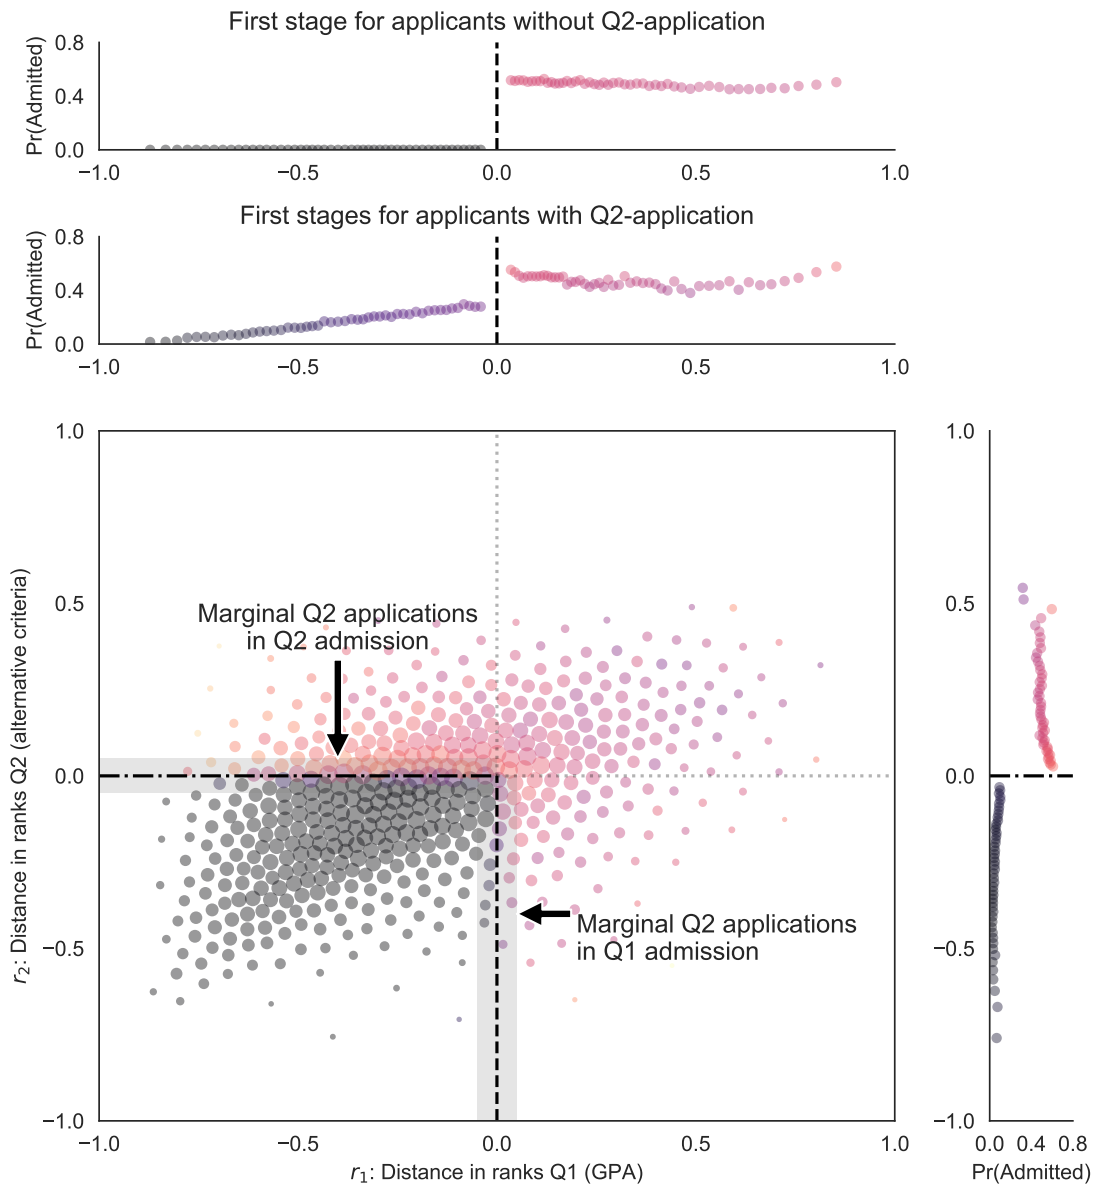 First stage for applicants without Q2-application
Pr(Admitted)
0.8
0.4
0.0
−1.0 −0.5 0.0 0.5 1.0
First stages for applicants with Q2-application
Pr(Admitted)
0.8
0.4
0.0
−1.0 −0.5 0.0 0.5 1.0
r2: Distance in ranks Q2 (alternative criteria)
1.0
0.5
0.0
−0.5
−1.0
Marginal Q2 applications
in Q2 admission
Marginal Q2 applications
in Q1 admission
−1.0 −0.5 0.0 0.5 1.0
r1: Distance in ranks Q1 (GPA)
1.0
0.5
0.0
−0.5
−1.0
0.0 0.4 0.8
Pr(Admitted)